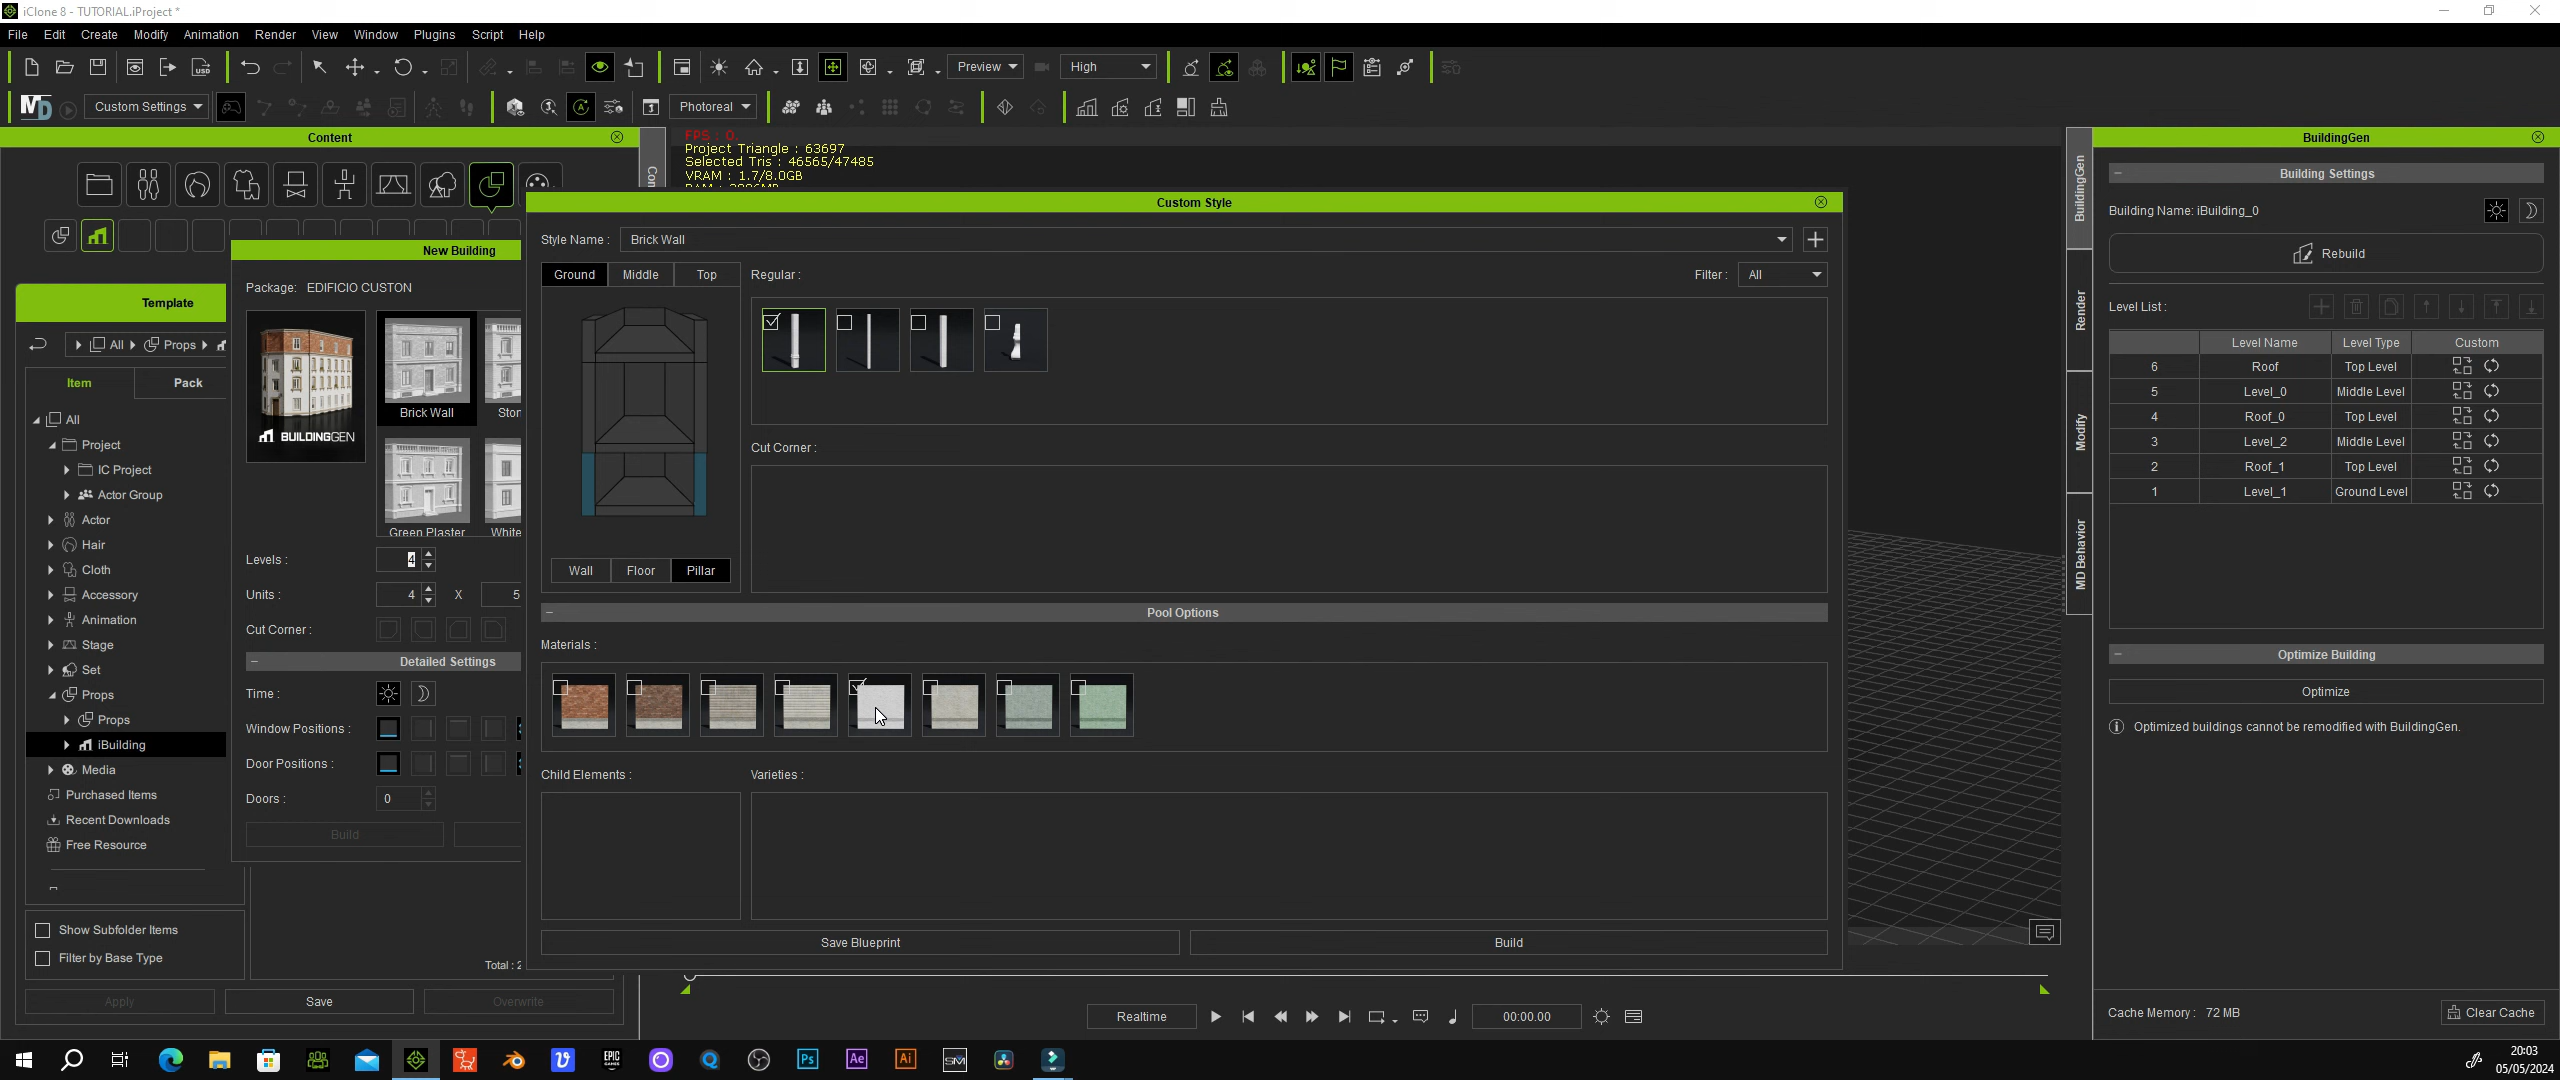 iClone 8 - TUTORIAL.iProject *
File Edit Create Modify Animation Render View Window Plugins Script Help
Preview High
Custom Settings Photoreal
Content
FPS : 0.
Project Triangle : 63697
Selected Tris : 46565/47485
VRAM : 1.7/8.0GB
New Building
Package: EDIFICIO CUSTON
BUILDINGGEN
Brick Wall
Green Plaster
White
Levels : 4
Units : 4 X 5
Cut Corner :
Detailed Settings
Time :
Window Positions :
Door Positions :
Doors : 0
Build
Template
All Props
Item Pack
All
Project
IC Project
Actor Group
Actor
Hair
Cloth
Accessory
Animation
Stage
Set
Props
Props
iBuilding
Media
Purchased Items
Recent Downloads
Free Resource
Show Subfolder Items
Filter by Base Type
Total : 2
Apply Save Overwrite
Custom Style
Style Name : Brick Wall
Ground Middle Top
Regular : Filter : All
Cut Corner :
Wall Floor Pillar
Pool Options
Materials :
Child Elements : Varieties :
Save Blueprint Build
Realtime 00:00.00
BuildingGen
Render
Modify
MD Behavior
BuildingGen
Building Settings
Building Name: iBuilding_0
Rebuild
Level List :
Level Name Level Type Custom
6 Roof Top Level
5 Level_0 Middle Level
4 Roof_0 Top Level
3 Level_2 Middle Level
2 Roof_1 Top Level
1 Level_1 Ground Level
Optimize Building
Optimize
Optimized buildings cannot be remodified with BuildingGen.
Cache Memory : 72 MB Clear Cache
EPIC GAMES Ps Ae Ai SM
20:03
05/05/2024